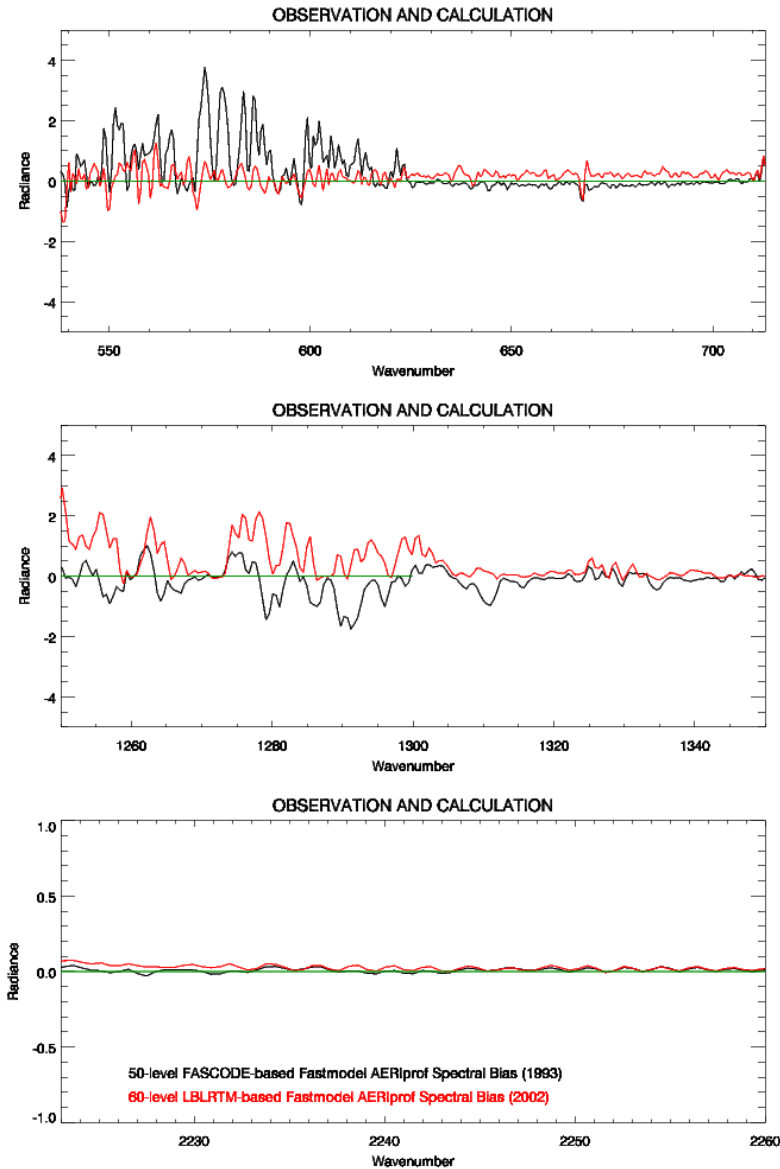 OBSERVATION AND CALCULATION
4
2
0
-2
-4
Radiance
550
600
650
700
Wavenumber
OBSERVATION AND CALCULATION
4
2
0
-2
-4
Radiance
1260
1280
1300
1320
1340
Wavenumber
OBSERVATION AND CALCULATION
1.0
0.5
0.0
-0.5
-1.0
Radiance
50-level FASCODE-based Fastmodel AERIprof Spectral Bias (1993)
60-level LBLRTM-based Fastmodel AERIprof Spectral Bias (2002)
2230
2240
2250
2260
Wavenumber